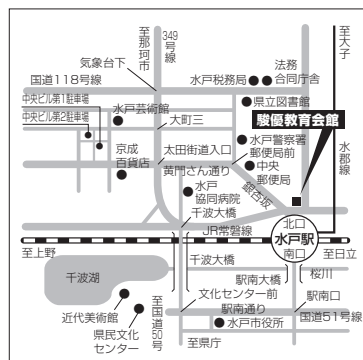 至那珂市
349号線
至大子
気象台下
国道118号線
水戸税務局
法務
合同庁舎
中央ビル第1駐車場
中央ビル第2駐車場
水戸芸術館
大町三
県立図書館
駿優教育会館
水郡線
京成
百貨店
太田街道入口
黄門さん通り
水戸警察署
郵便局前
中央
郵便局
銀杏坂
水戸
協同病院
千波大橋
JR常磐線
北口
水戸駅
南口
至上野
至日立
千波湖
千波大橋
駅南大橋
桜川
文化センター前
駅南口
駅南通り
国道51号線
近代美術館
県民文化
センター
至国道50号
水戸市役所
至県庁